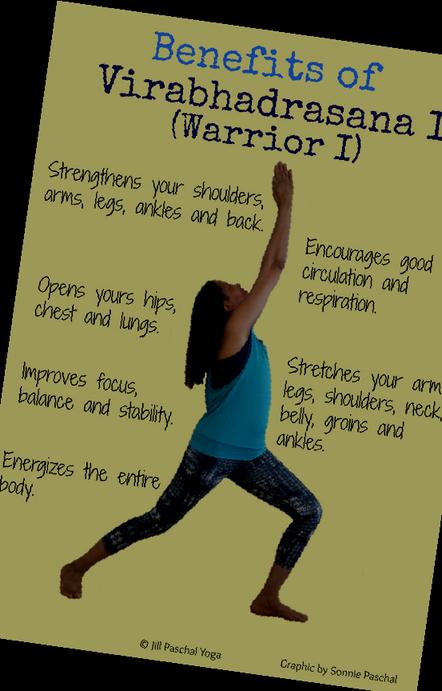 Benefits of
Virabhadrasana I
(Warrior I)
Strengthens your shoulders,
arms, legs, ankles and back.
Encourages good
circulation and
respiration.
Opens yours hips,
chest and lungs.
Stretches your arm
legs, shoulders, neck,
belly, groins and
ankles.
Improves focus,
balance and stability.
Energizes the entire
body.
© Jill Paschal Yoga
Graphic by Sonnie Paschal